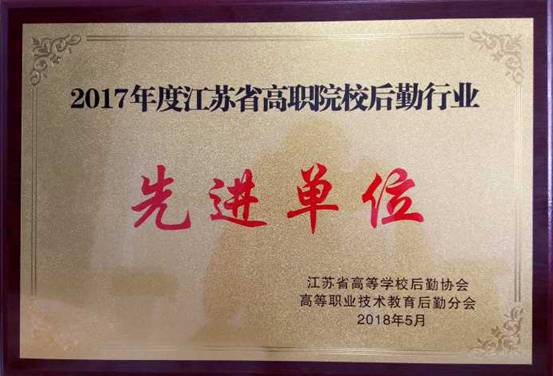 2017年度江苏省高职院校后勤行业
先进单位
江苏省高等学校后勤协会
高等职业技术教育后勤分会
2018年5月